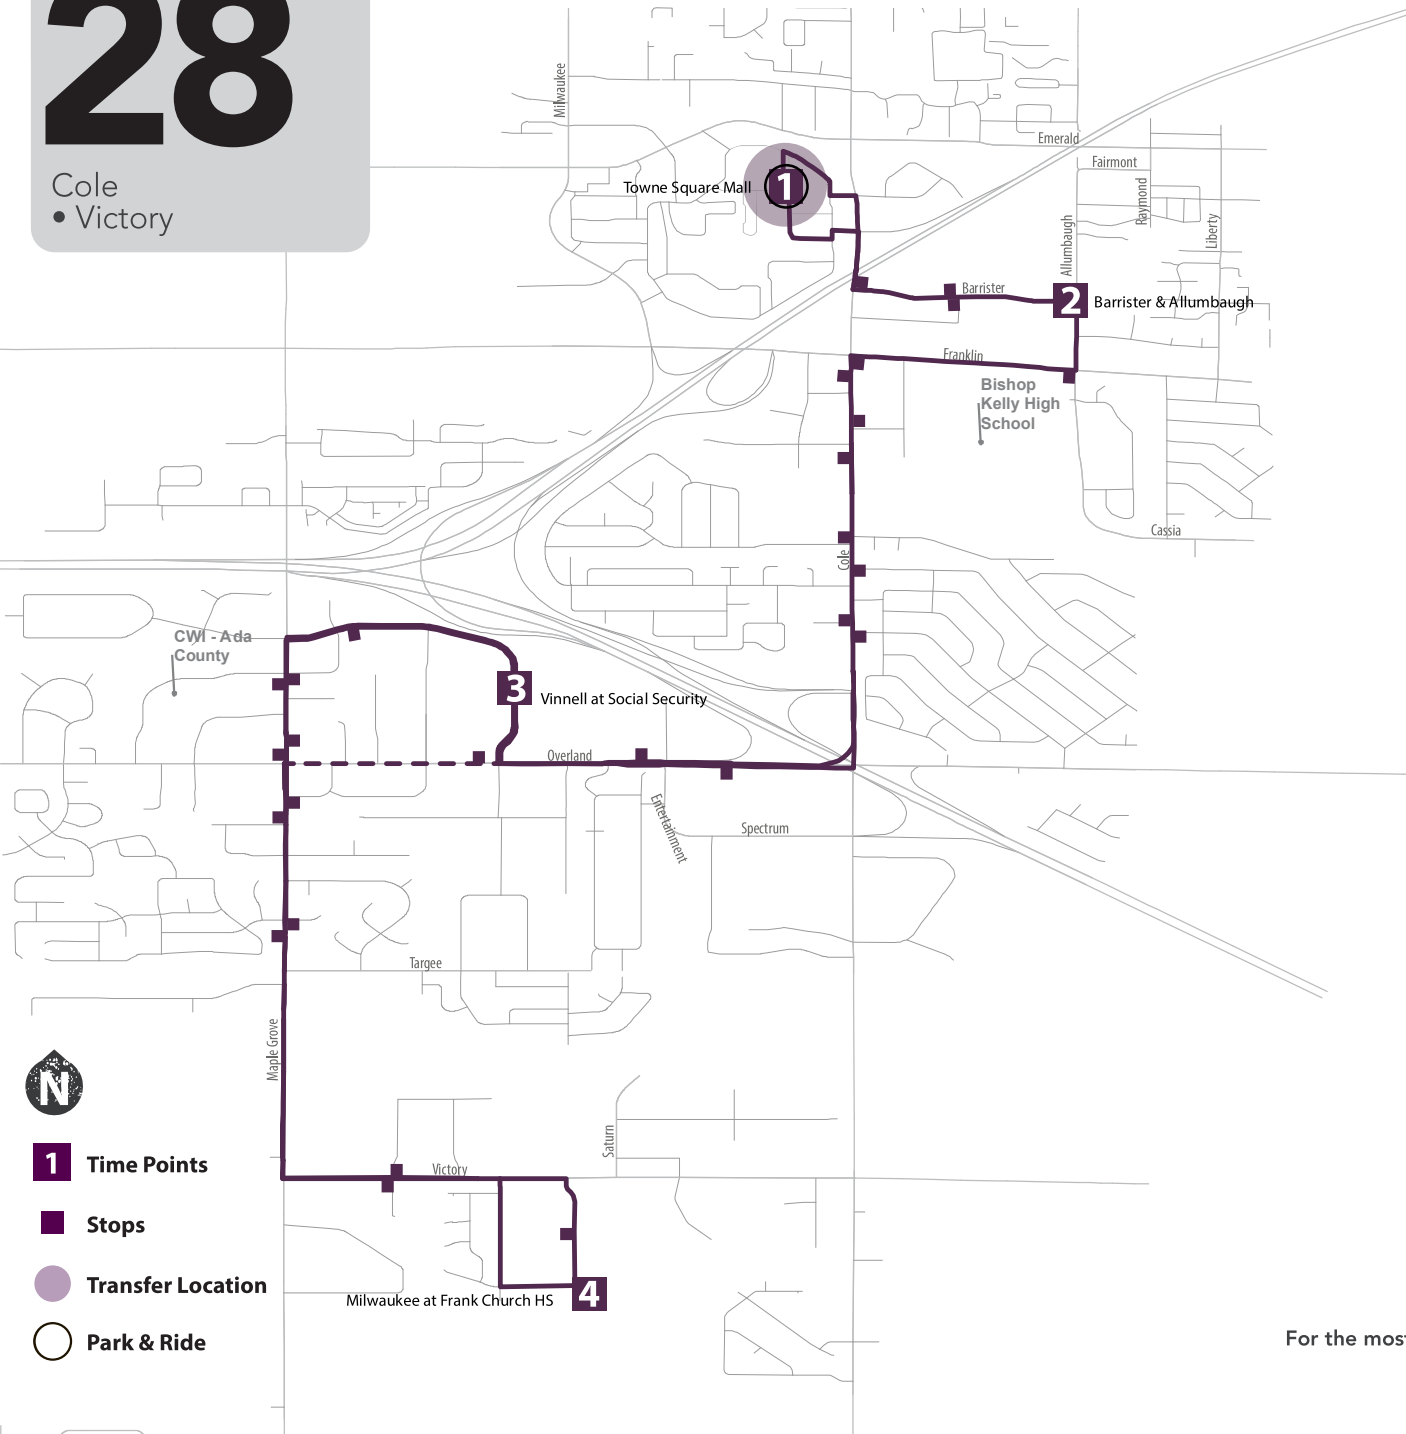 28
Cole
• Victory
Milwaukee
Emerald
Fairmont
Raymond
Liberty
Allumbaugh
Towne Square Mall
1
Barrister
2
Barrister & Allumbaugh
Franklin
Bishop
Kelly High
School
Cassia
Cole
CWI - Ada
County
3
Vinnell at Social Security
Overland
Entertainment
Spectrum
Targee
Maple Grove
N
Saturn
1
Time Points
Victory
Stops
Transfer Location
4
Milwaukee at Frank Church HS
Park & Ride
For the mos